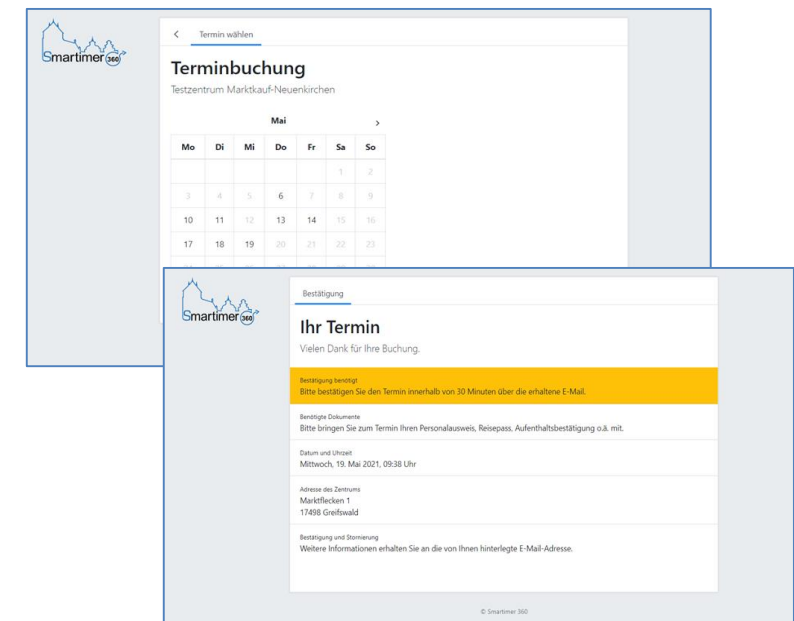 Smartimer 360
Termin wählen
Terminbuchung
Testzentrum Marktkauf-Neuenkirchen
Mai
Mo Di Mi Do Fr Sa So
1 2
3 4 5 6 7 8 9
10 11 12 13 14 15 16
17 18 19 20 21 22 23
Smartimer 360
Bestätigung
Ihr Termin
Vielen Dank für Ihre Buchung.
Bestätigung benötigt
Bitte bestätigen Sie den Termin innerhalb von 30 Minuten über die erhaltene E-Mail.
Benötigte Dokumente
Bitte bringen Sie zum Termin Ihren Personalausweis, Reisepass, Aufenthaltsbestätigung o.ä. mit.
Datum und Uhrzeit
Mittwoch, 19. Mai 2021, 09:38 Uhr
Adresse des Zentrums
Marktflecken 1
17498 Greifswald
Bestätigung und Stornierung
Weitere Informationen erhalten Sie an die von Ihnen hinterlegte E-Mail-Adresse.
© Smartimer 360